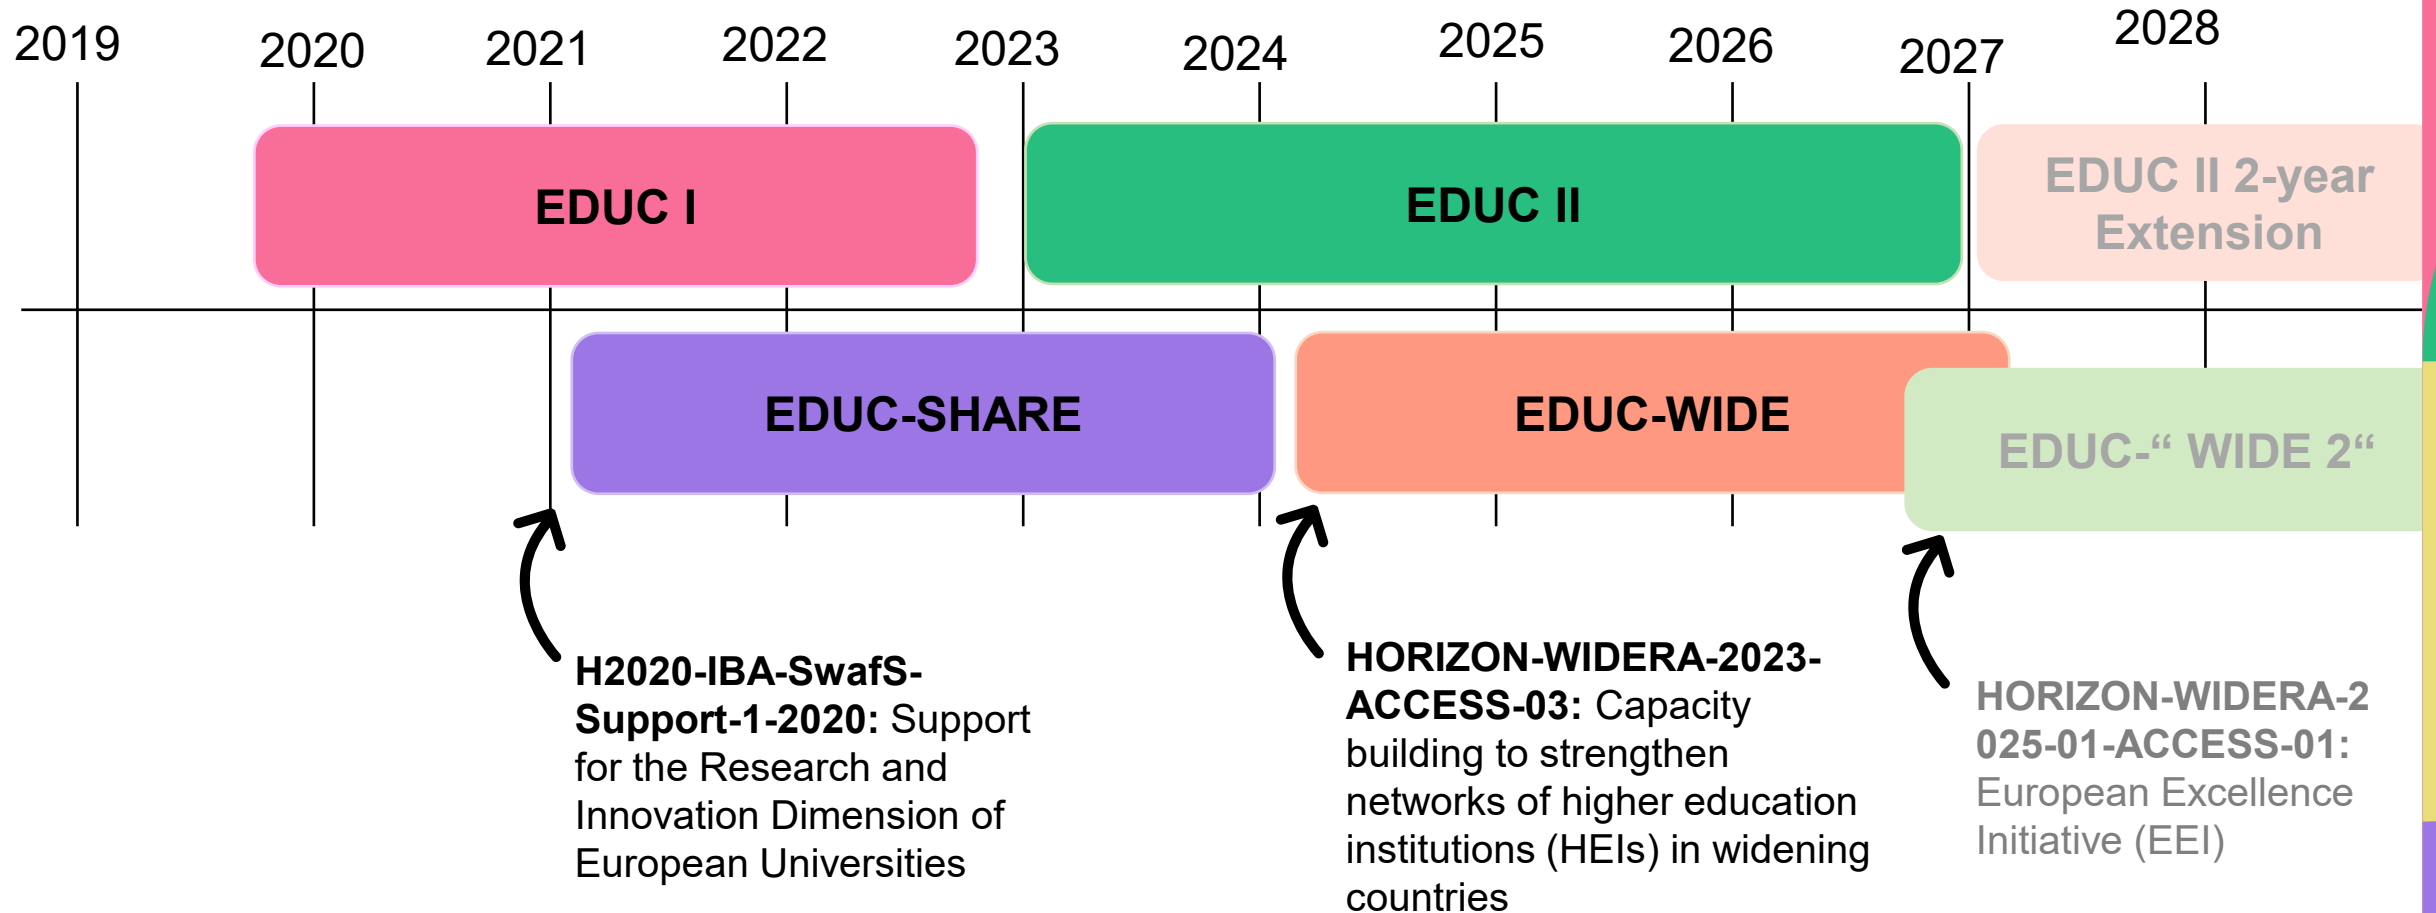 2019
2020
2021
2022
2023
2024
2025
2026
2027
2028
EDUC I
EDUC II
EDUC II 2-year
Extension
EDUC-SHARE
EDUC-WIDE
EDUC-“ WIDE 2“
H2020-IBA-SwafS-
Support-1-2020: Support
for the Research and
Innovation Dimension of
European Universities
HORIZON-WIDERA-2023-
ACCESS-03: Capacity
building to strengthen
networks of higher education
institutions (HEIs) in widening
countries
HORIZON-WIDERA-2
025-01-ACCESS-01:
European Excellence
Initiative (EEI)